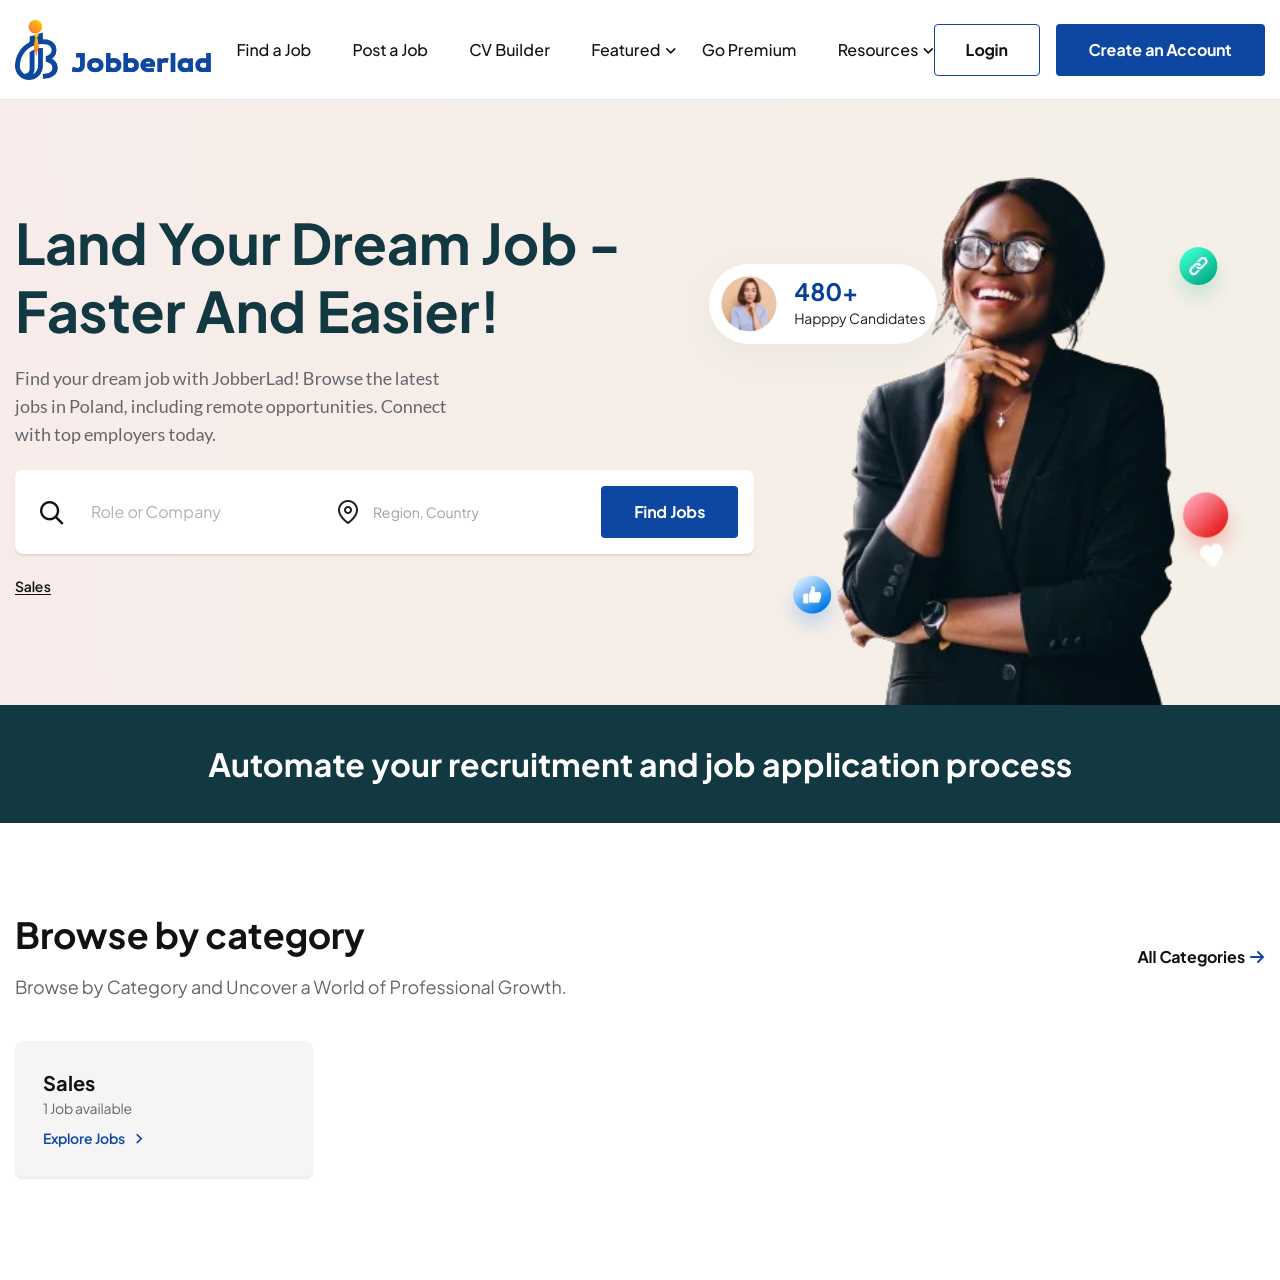 Jobberlad
Find a Job
Post a Job
CV Builder
Featured
Go Premium
Resources
Login
Create an Account
Land Your Dream Job -
Faster And Easier!
480+
Happpy Candidates
Find your dream job with JobberLad! Browse the latest
jobs in Poland, including remote opportunities. Connect
with top employers today.
Role or Company
Region, Country
Find Jobs
Sales
Automate your recruitment and job application process
Browse by category
All Categories
Browse by Category and Uncover a World of Professional Growth.
Sales
1 Job available
Explore Jobs